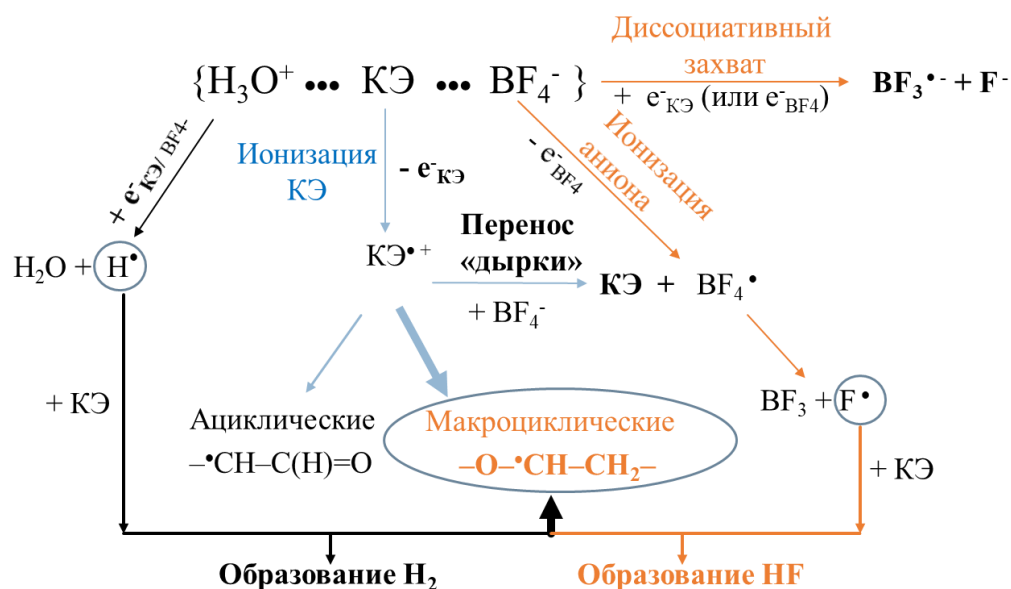 Диссоциативный
захват
{H₃O⁺ ••• КЭ ••• BF₄⁻ }
+ e⁻КЭ (или e⁻BF4)
BF₃•⁻ + F⁻
+ e⁻КЭ/ BF4-
Ионизация
КЭ
- e⁻КЭ
- e⁻BF4
Ионизация
аниона
H₂O + H•
КЭ•⁺
Перенос
«дырки»
+ BF₄⁻
КЭ + BF₄•
+ КЭ
Ациклические
–•CH–C(H)=O
Макроциклические
–O–•CH–CH₂–
BF₃ + F•
+ КЭ
Образование H₂
Образование HF